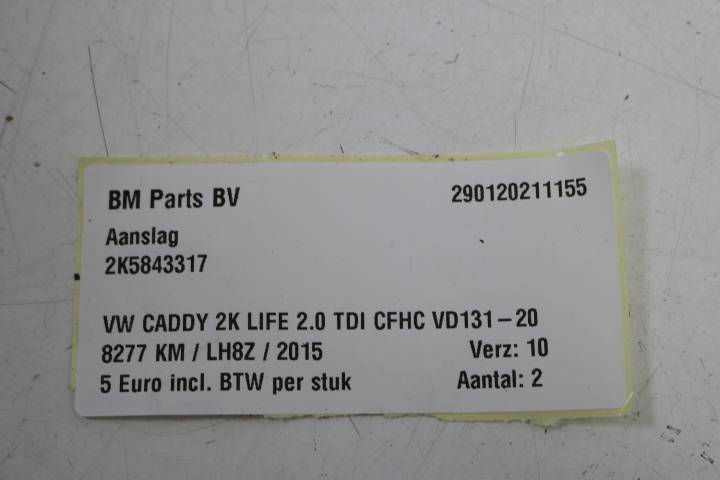 BM Parts BV 290120211155
Aanslag
2K5843317
VW CADDY 2K LIFE 2.0 TDI CFHC VD131-20
8277 KM / LH8Z / 2015 Verz: 10
5 Euro incl. BTW per stuk Aantal: 2